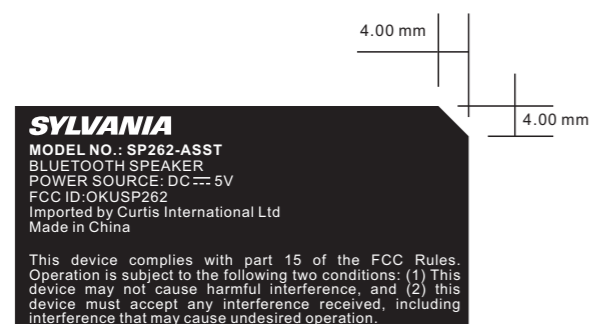 4.00 mm
4.00 mm
SYLVANIA
MODEL NO.: SP262-ASST
BLUETOOTH SPEAKER
POWER SOURCE: DC ⎓ 5V
FCC ID:OKUSP262
Imported by Curtis International Ltd
Made in China
This device complies with part 15 of the FCC Rules.
Operation is subject to the following two conditions: (1) This
device may not cause harmful interference, and (2) this
device must accept any interference received, including
interference that may cause undesired operation.